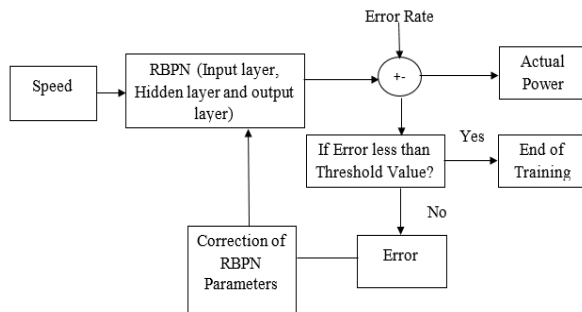 Error Rate
Speed
RBPN (Input layer,
Hidden layer and output
layer)
+-
Actual
Power
If Error less than
Threshold Value?
Yes
End of
Training
No
Correction of
RBPN
Parameters
Error